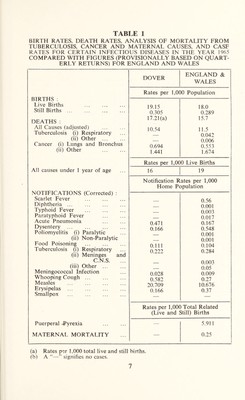 TABLE 1
BIRTH RATES, DEATH RATES, ANALYSIS OF MORTALITY FROM
TUBERCULOSIS, CANCER AND MATERNAL CAUSES, AND CASE
RATES FOR CERTAIN INFECTIOUS DISEASES IN THE YEAR 1965
COMPARED WITH FIGURES (PROVISIONALLY BASED ON QUART-
ERLY RETURNS) FOR ENGLAND AND WALES
DOVER ENGLAND & WALES
Rates per 1,000 Population
BIRTHS :
Live Births ... 19.15 18.0
Still Births ... 0.305 0.289
17.21(a) 15.7
DEATHS :
All Causes (adjusted) ... 10.54 11.5
Tuberculosis (i) Respiratory ... — 0.042
(ii) Other ... — 0.006
Cancer (i) Lungs and Bronchus 0.694 0.553
(ii) Other ... 1.441 1.674
Rates per 1,000 Live Births
All causes under 1 year of age ... 16 19
Notification Rates per 1,000
Home Population
NOTIFICATIONS (Corrected) :
Scarlet Fever ... — 0.56
Diphtheria ... — 0.001
Typhoid Fever ... — 0.003
Paratyphoid Fever ... — 0.017
Acute Pneumonia ... 0.471 0.167
Dysentery ... 0.166 0.548
Poliomyelitis (i) Paralytic — 0.001
(ii) Non-Paralytic — 0.001
Food Poisoning ... 0.111 0.104
Tuberculosis (i) Respiratory ... 0.222 0.284
(ii) Meninges and
C.N.S. — 0.003
(iii) Other ... — 0.05
Meningococcal Infection ... 0.028 0.009
Whooping Cough ... 0.582 0.27
Measles ... 20.709 10.676
Erysipelas ... 0.166 0.37
Smallpox ... — —
Rates per 1,000 Total Related
(Live and Still) Births
Puerperal Pyrexia ... — 5.911
MATERNAL MORTALITY ... — 0.25
(a) Rates per 1,000 total live and still births.
(b) A "—" signifies no cases.
7